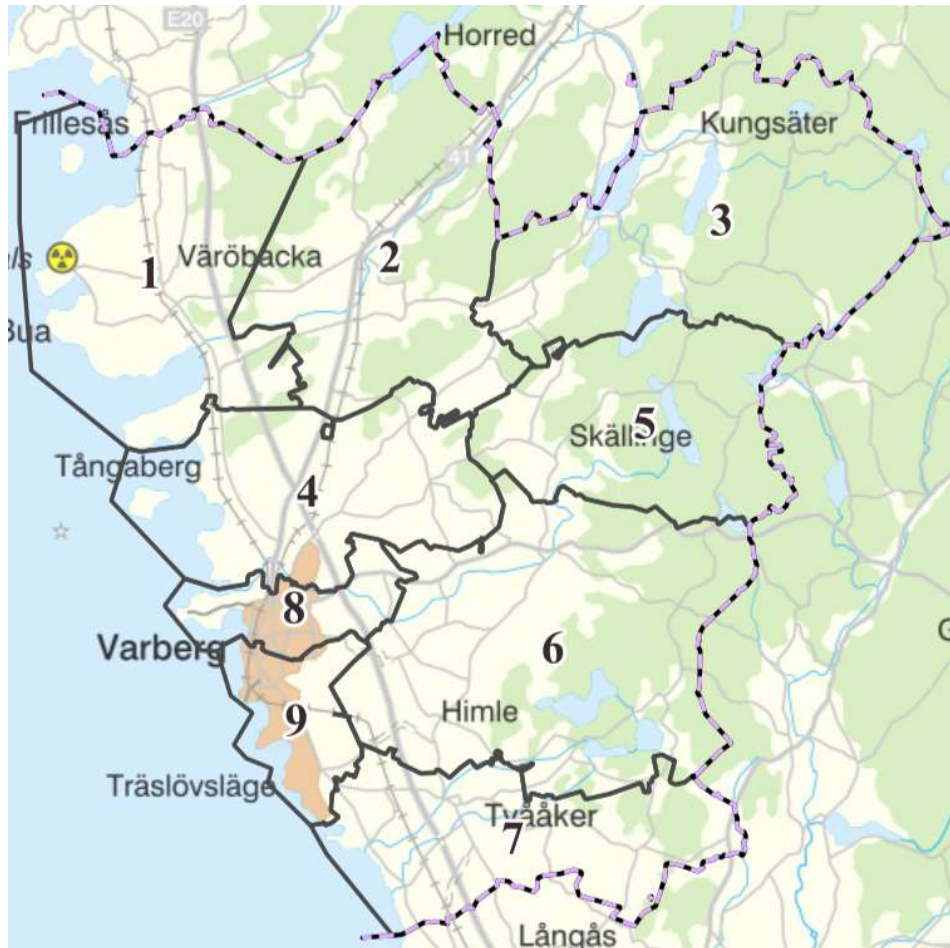 E20
Horred
Frillesås
Kungsäter
41
3
2
Väröbacka
1
Bua
5
Skällinge
Tångaberg
4
8
Varberg
6
9
Himle
Träslövsläge
Tvååker
7
Långås